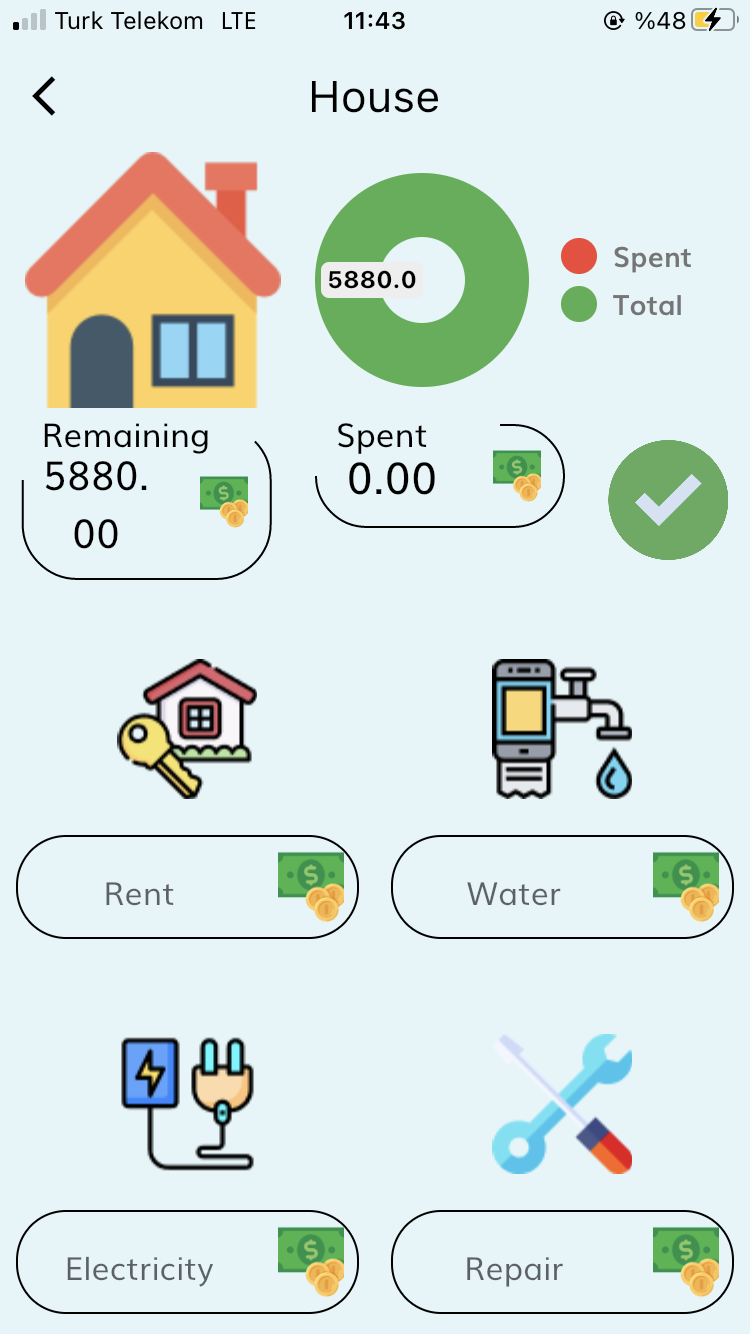 Turk Telekom LTE 11:43 %48
House
5880.0
Spent
Total
Remaining
5880.
00
Spent
0.00
Rent
Water
Electricity
Repair